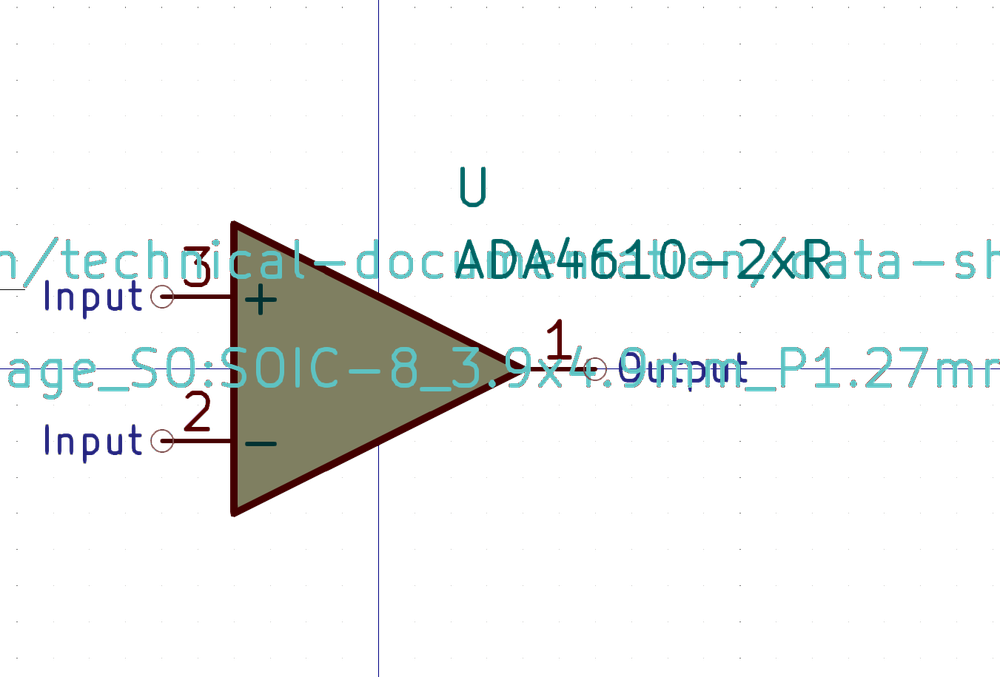 U
n/technical-documentation/data-sh
ADA4610-2xR
3
Input
+
1
age_SO:SOIC-8_3.9x4.9mm_P1.27mm
Output
2
Input
-